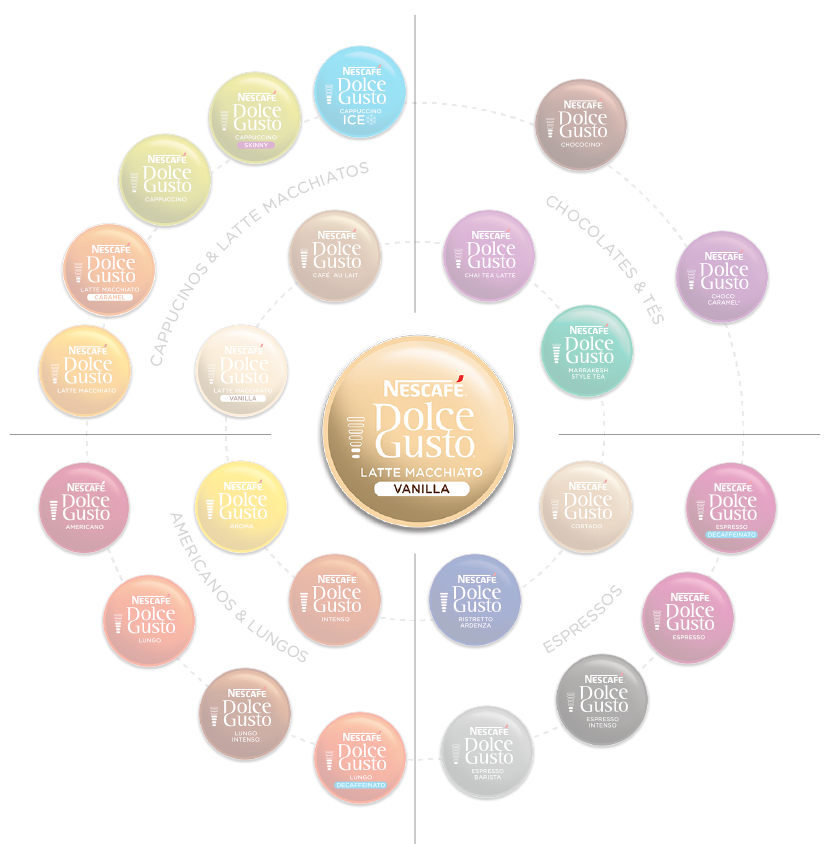 NESCAFÉ
Dolce
Gusto
CAPPUCCINO
ICE
NESCAFÉ
Dolce
Gusto
CAPPUCCINO
SKINNY
NESCAFÉ
Dolce
Gusto
CAPPUCCINO
NESCAFÉ
Dolce
Gusto
LATTE MACCHIATO
CARAMEL
NESCAFÉ
Dolce
Gusto
LATTE MACCHIATO
CAPPUCINOS & LATTE MACCHIATOS
NESCAFÉ
Dolce
Gusto
CAFÉ AU LAIT
NESCAFÉ
Dolce
Gusto
LATTE MACCHIATO
VANILLA
NESCAFÉ
Dolce
Gusto
CHOCOCINO
CHOCOLATES & TÉS
NESCAFÉ
Dolce
Gusto
CHAI TEA LATTE
NESCAFÉ
Dolce
Gusto
CHOCO
CARAMEL
NESCAFÉ
Dolce
Gusto
MARRAKESH
STYLE TEA
NESCAFÉ
Dolce
Gusto
LATTE MACCHIATO
VANILLA
NESCAFÉ
Dolce
Gusto
AMERICANO
NESCAFÉ
Dolce
Gusto
AROMA
AMERICANOS & LUNGOS
NESCAFÉ
Dolce
Gusto
INTENSO
NESCAFÉ
Dolce
Gusto
LUNGO
NESCAFÉ
Dolce
Gusto
LUNGO
INTENSO
NESCAFÉ
Dolce
Gusto
LUNGO
DECAFFEINATO
NESCAFÉ
Dolce
Gusto
CORTADO
NESCAFÉ
Dolce
Gusto
ESPRESSO
DECAFFEINATO
NESCAFÉ
Dolce
Gusto
RISTRETTO
ARDENZA
ESPRESSOS
NESCAFÉ
Dolce
Gusto
ESPRESSO
NESCAFÉ
Dolce
Gusto
ESPRESSO
INTENSO
NESCAFÉ
Dolce
Gusto
ESPRESSO
BARISTA